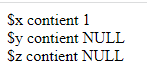 $x contient 1
$y contient NULL
$z contient NULL